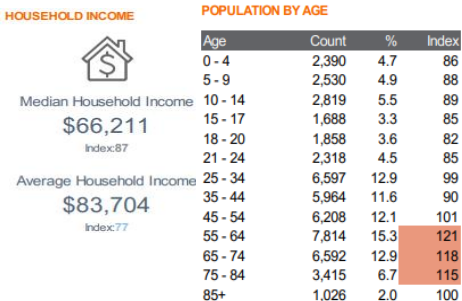 HOUSEHOLD INCOME
$
Median Household Income
$66,211
Index:87
Average Household Income
$83,704
Index:77
POPULATION BY AGE
Age Count % Index
0 - 4 2,390 4.7 86
5 - 9 2,530 4.9 88
10 - 14 2,819 5.5 89
15 - 17 1,688 3.3 85
18 - 20 1,858 3.6 82
21 - 24 2,318 4.5 85
25 - 34 6,597 12.9 99
35 - 44 5,964 11.6 90
45 - 54 6,208 12.1 101
55 - 64 7,814 15.3 121
65 - 74 6,592 12.9 118
75 - 84 3,415 6.7 115
85+ 1,026 2.0 100